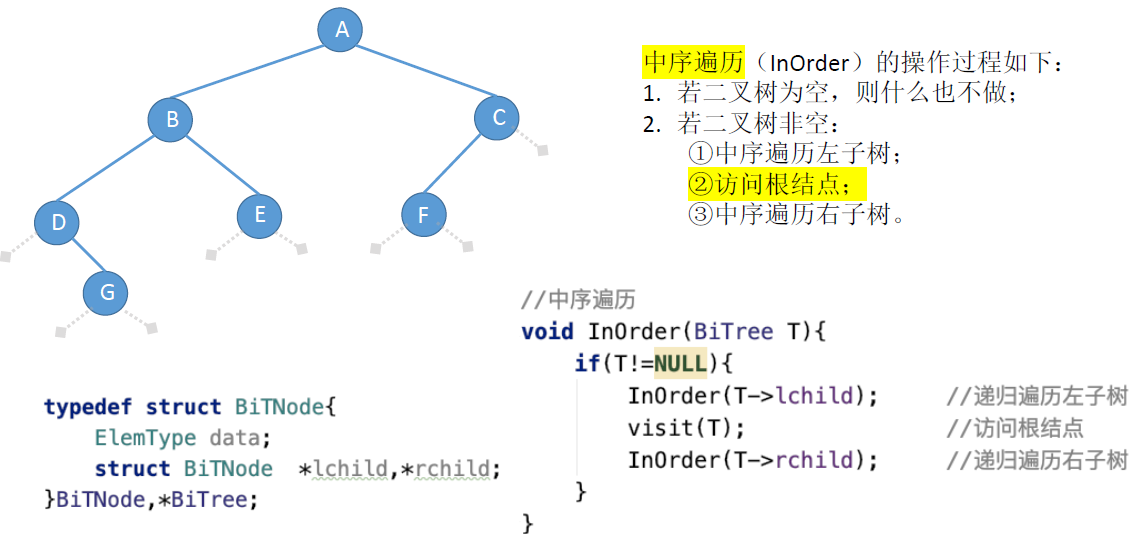 A
B
C
D
E
F
G
中序遍历（InOrder）的操作过程如下：
1. 若二叉树为空，则什么也不做；
2. 若二叉树非空：
①中序遍历左子树；
②访问根结点；
③中序遍历右子树。
//中序遍历
void InOrder(BiTree T){
if(T!=NULL){
InOrder(T->lchild); //递归遍历左子树
visit(T); //访问根结点
InOrder(T->rchild); //递归遍历右子树
}
}
typedef struct BiTNode{
ElemType data;
struct BiTNode *lchild,*rchild;
}BiTNode,*BiTree;